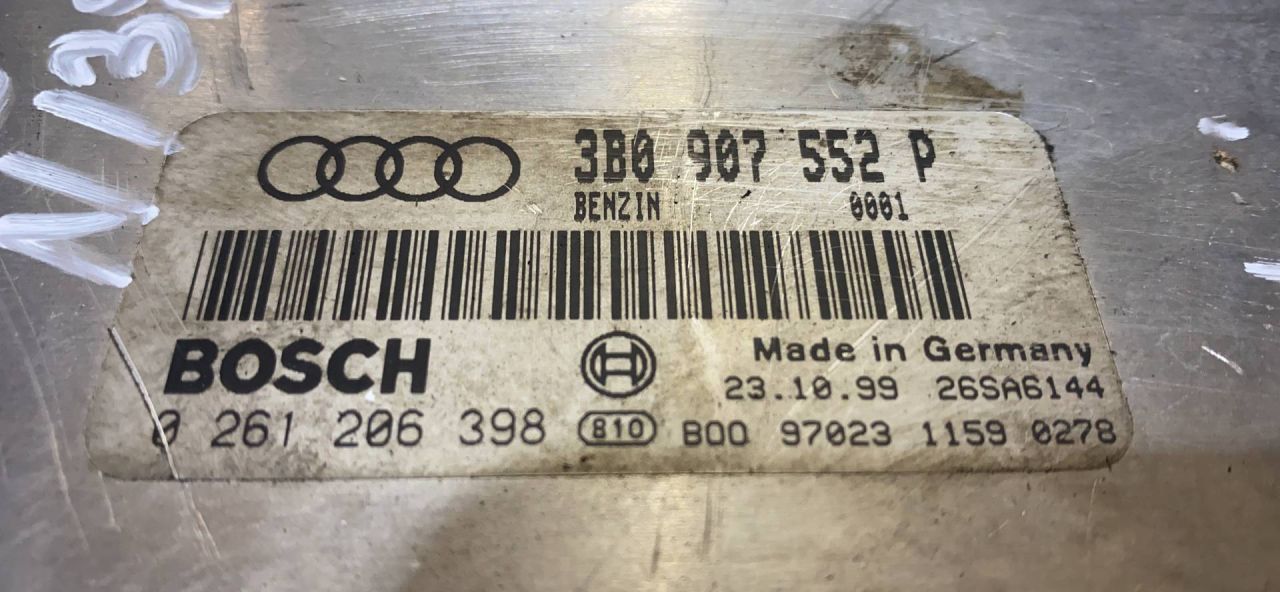 3B0 907 552 P
BENZIN 0001
BOSCH
Made in Germany
23.10.99 26SA6144
0 261 206 398 810 B00 97023 1159 0278